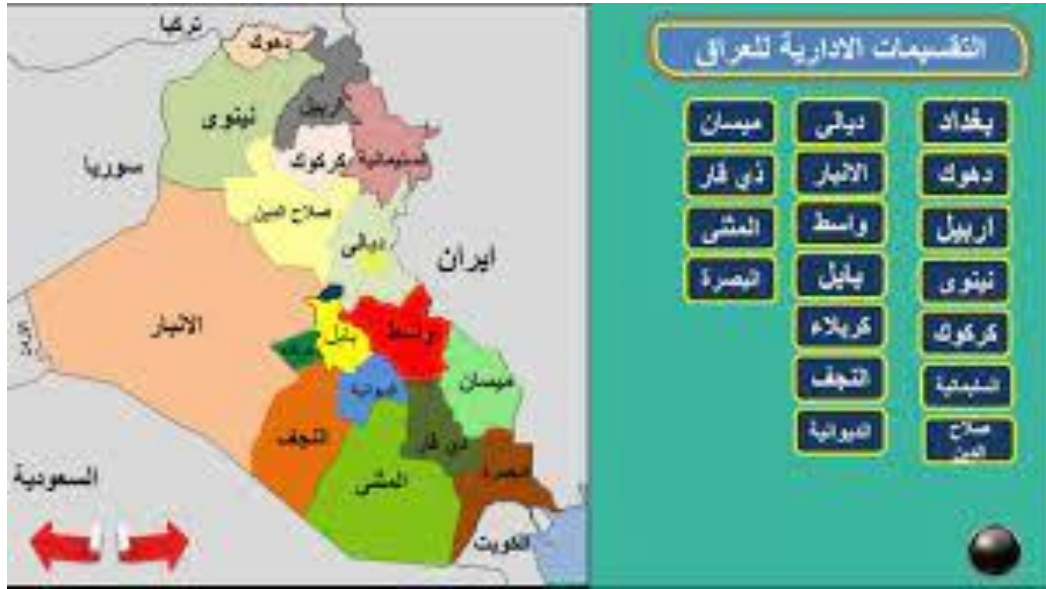 التقسيمات الادارية للعراق
بغداد
دهوك
اربيل
نينوى
كركوك
السليمانية
صلاح
الدين
ديالى
الانبار
واسط
بابل
كربلاء
النجف
الديوانية
ميسان
ذي قار
المثنى
البصرة
تركيا
دهوك
اربيل
نينوى
سوريا
كركوك
السليمانية
صلاح الدين
ديالى
ايران
الانبار
بابل
واسط
ميسان
الديوانية
النجف
ذي قار
المثنى
البصرة
السعودية
الكويت